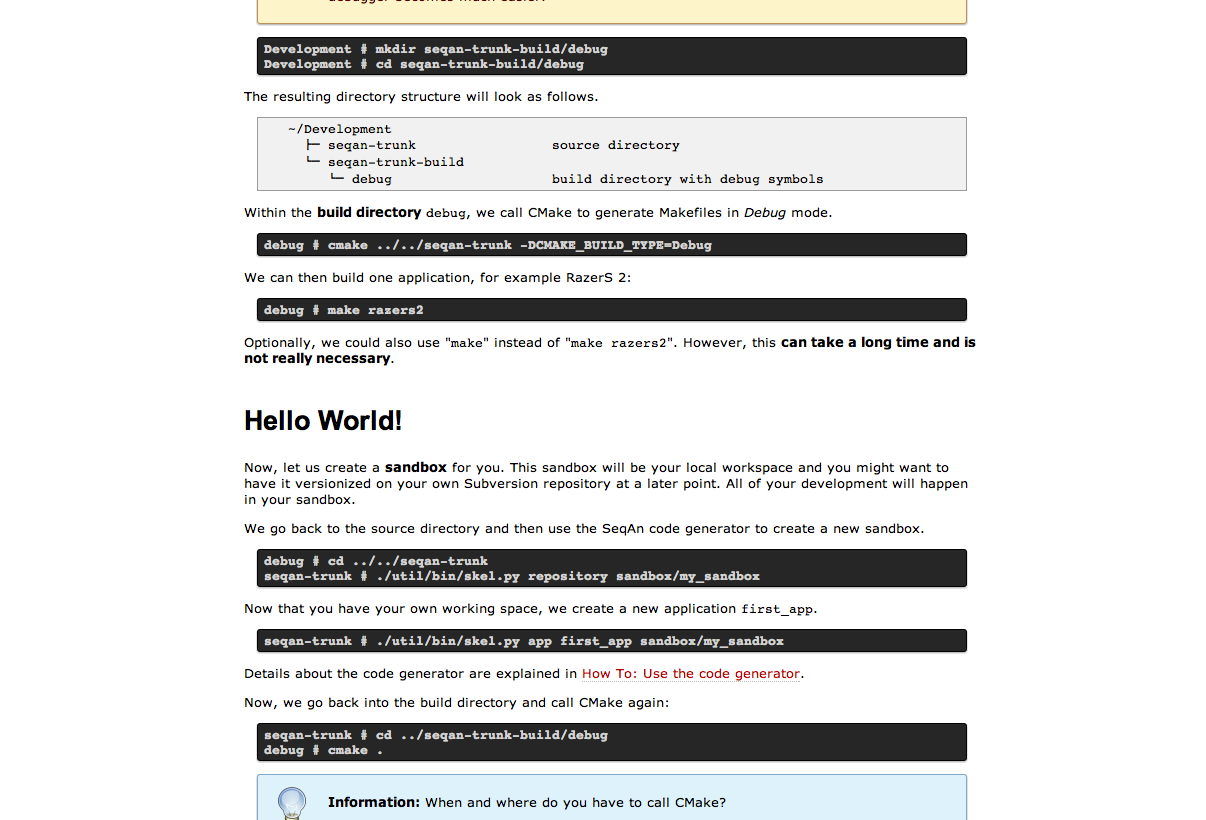 debugger becomes much easier.
Development # mkdir seqan-trunk-build/debug
Development # cd seqan-trunk-build/debug
The resulting directory structure will look as follows.
~/Development
├─ seqan-trunk                 source directory
└─ seqan-trunk-build
└─ debug                    build directory with debug symbols
Within the build directory debug, we call CMake to generate Makefiles in Debug mode.
debug # cmake ../../seqan-trunk -DCMAKE_BUILD_TYPE=Debug
We can then build one application, for example RazerS 2:
debug # make razers2
Optionally, we could also use "make" instead of "make razers2". However, this can take a long time and is
not really necessary.
Hello World!
Now, let us create a sandbox for you. This sandbox will be your local workspace and you might want to
have it versionized on your own Subversion repository at a later point. All of your development will happen
in your sandbox.
We go back to the source directory and then use the SeqAn code generator to create a new sandbox.
debug # cd ../../seqan-trunk
seqan-trunk # ./util/bin/skel.py repository sandbox/my_sandbox
Now that you have your own working space, we create a new application first_app.
seqan-trunk # ./util/bin/skel.py app first_app sandbox/my_sandbox
Details about the code generator are explained in How To: Use the code generator.
Now, we go back into the build directory and call CMake again:
seqan-trunk # cd ../seqan-trunk-build/debug
debug # cmake .
Information: When and where do you have to call CMake?